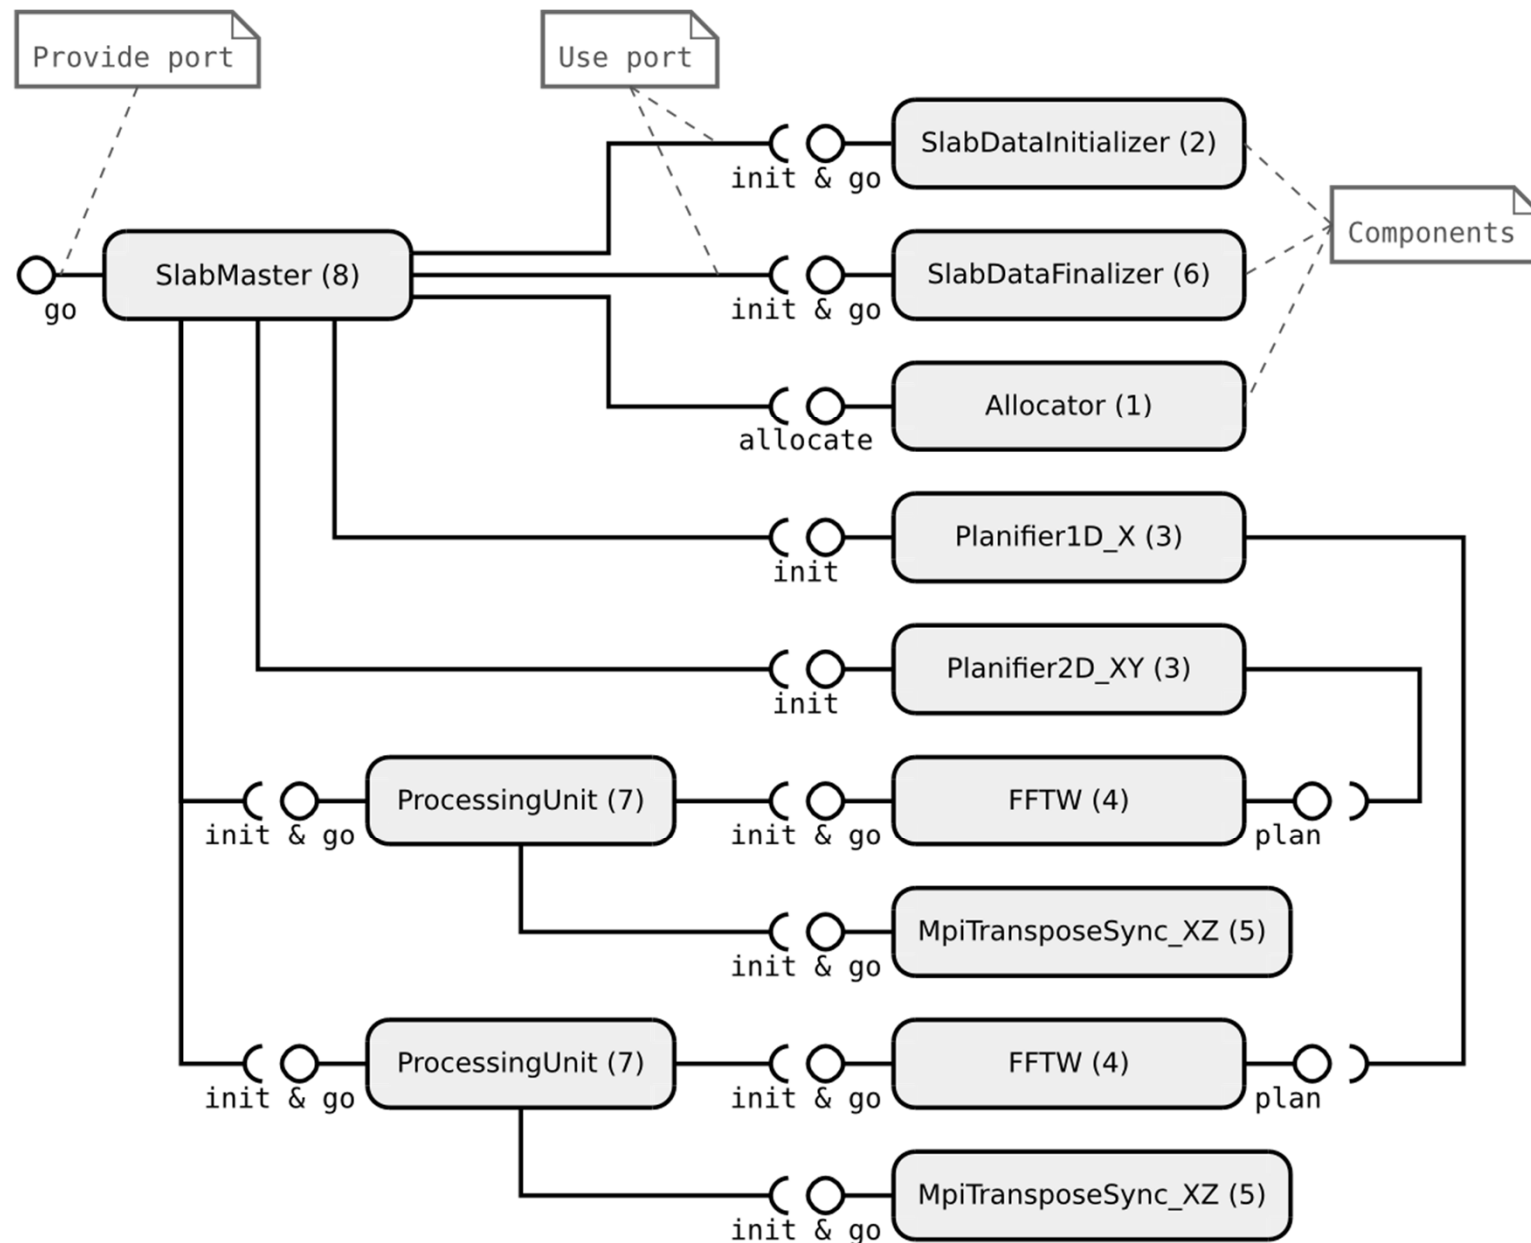 Provide port
Use port
SlabDataInitializer (2)
init & go
Components
SlabMaster (8)
go
SlabDataFinalizer (6)
init & go
Allocator (1)
allocate
Planifier1D_X (3)
init
Planifier2D_XY (3)
init
ProcessingUnit (7)
init & go
FFTW (4)
init & go
plan
MpiTransposeSync_XZ (5)
init & go
ProcessingUnit (7)
init & go
FFTW (4)
init & go
plan
MpiTransposeSync_XZ (5)
init & go